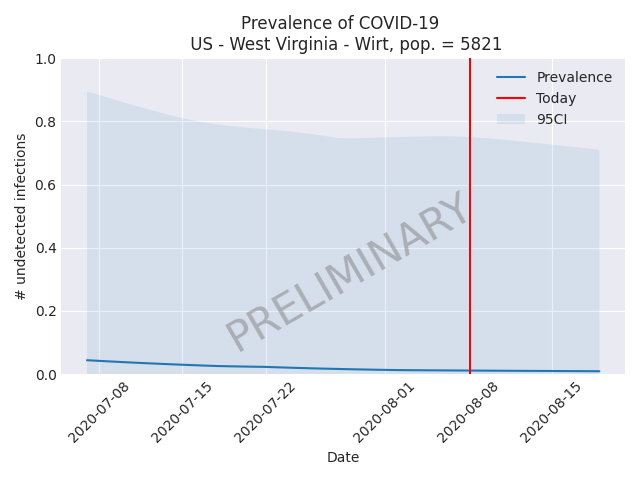 Prevalence of COVID-19
US - West Virginia - Wirt, pop. = 5821
1.0
0.8
0.6
0.4
0.2
0.0
# undetected infections
Prevalence
Today
95CI
PRELIMINARY
2020-07-08
2020-07-15
2020-07-22
2020-08-01
2020-08-08
2020-08-15
Date